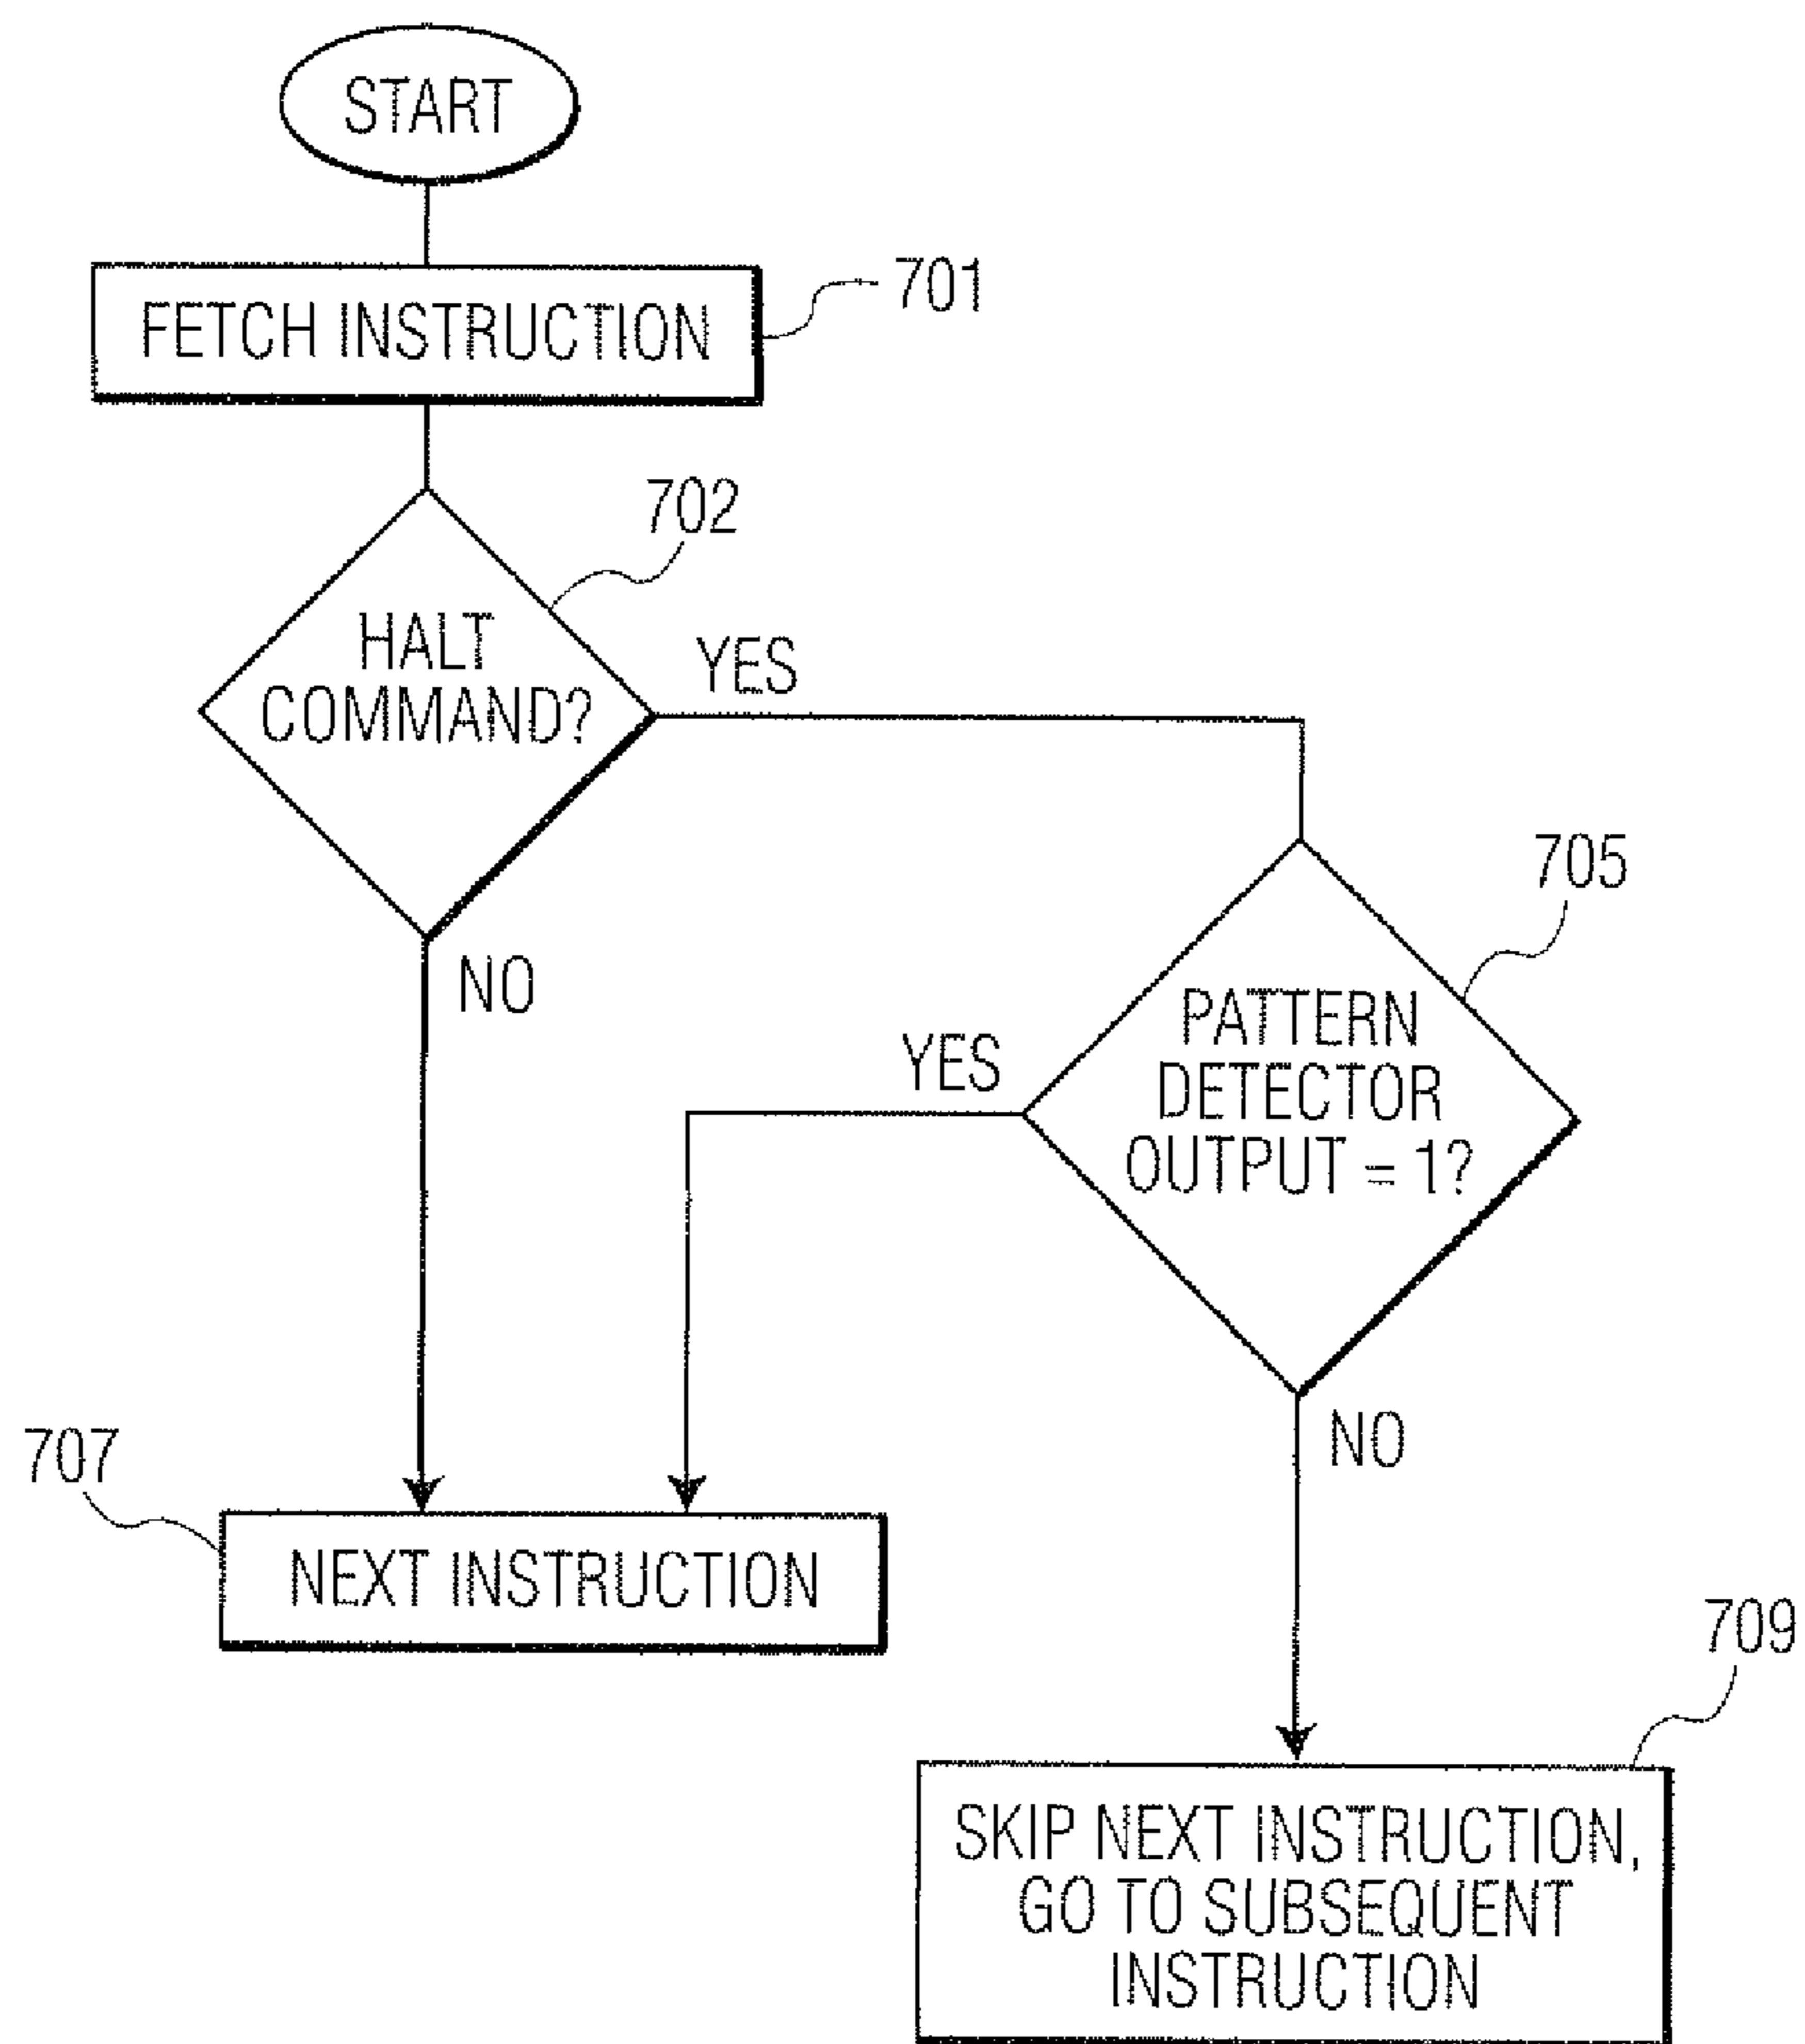 START
FETCH INSTRUCTION
701
702
HALT
COMMAND?
YES
NO
705
PATTERN
DETECTOR
OUTPUT = 1?
YES
NO
707
NEXT INSTRUCTION
709
SKIP NEXT INSTRUCTION,
GO TO SUBSEQUENT
INSTRUCTION